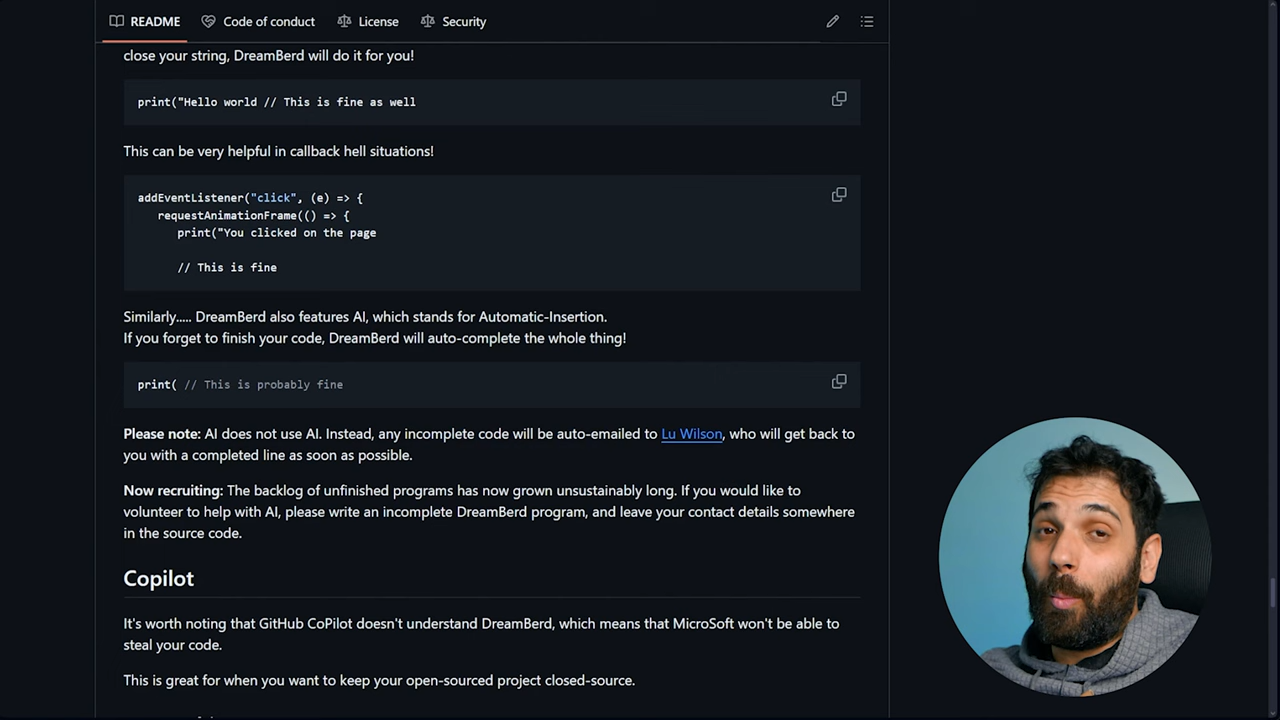 README Code of conduct License Security
close your string, DreamBerd will do it for you!
print("Hello world // This is fine as well
This can be very helpful in callback hell situations!
addEventListener("click", (e) => {
requestAnimationFrame(() => {
print("You clicked on the page
// This is fine
Similarly..... DreamBerd also features AI, which stands for Automatic-Insertion.
If you forget to finish your code, DreamBerd will auto-complete the whole thing!
print( // This is probably fine
Please note: AI does not use AI. Instead, any incomplete code will be auto-emailed to Lu Wilson, who will get back to
you with a completed line as soon as possible.
Now recruiting: The backlog of unfinished programs has now grown unsustainably long. If you would like to
volunteer to help with AI, please write an incomplete DreamBerd program, and leave your contact details somewhere
in the source code.
Copilot
It's worth noting that GitHub CoPilot doesn't understand DreamBerd, which means that MicroSoft won't be able to
steal your code.
This is great for when you want to keep your open-sourced project closed-source.